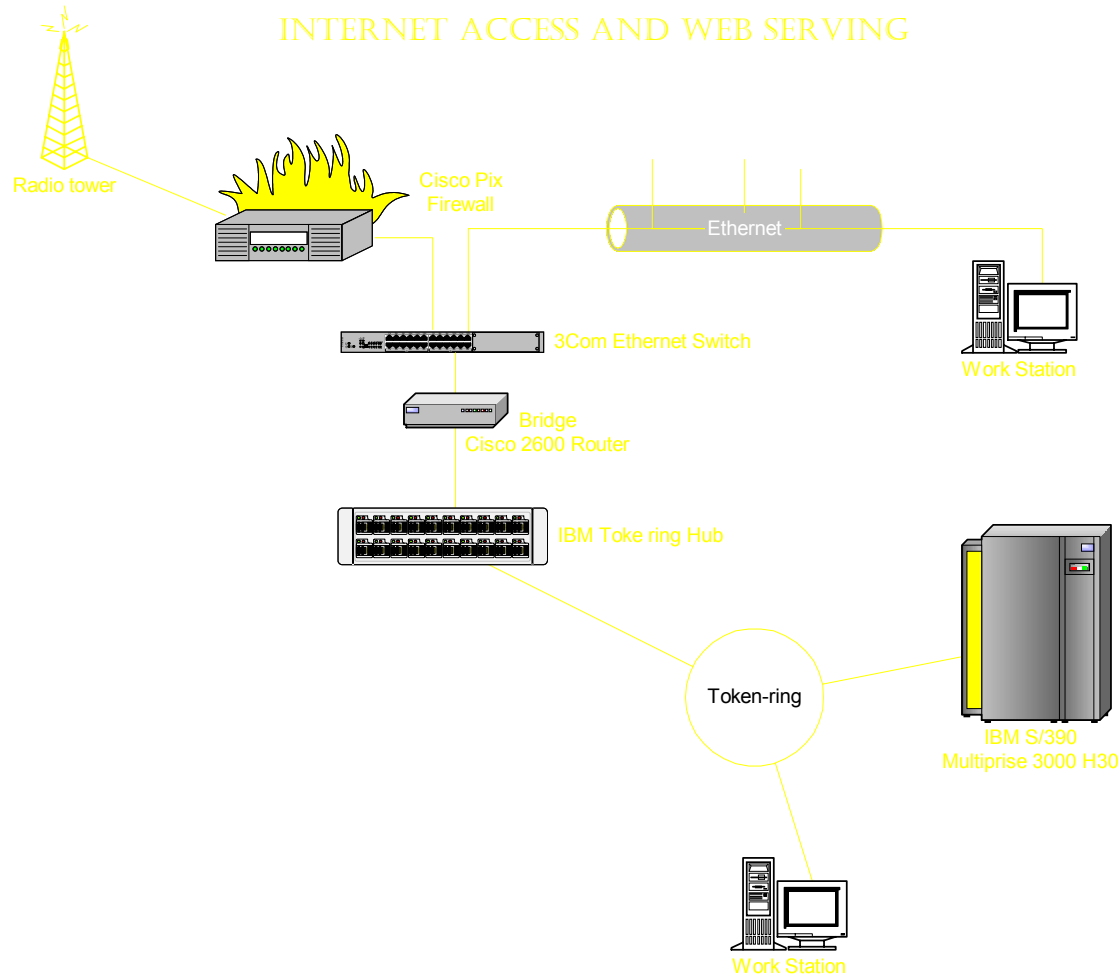 INTERNET ACCESS AND WEB SERVING
Radio tower
Cisco Pix
Firewall
Ethernet
3Com Ethernet Switch
Work Station
Bridge
Cisco 2600 Router
IBM Toke ring Hub
Token-ring
IBM S/390
Multiprise 3000 H30
Work Station